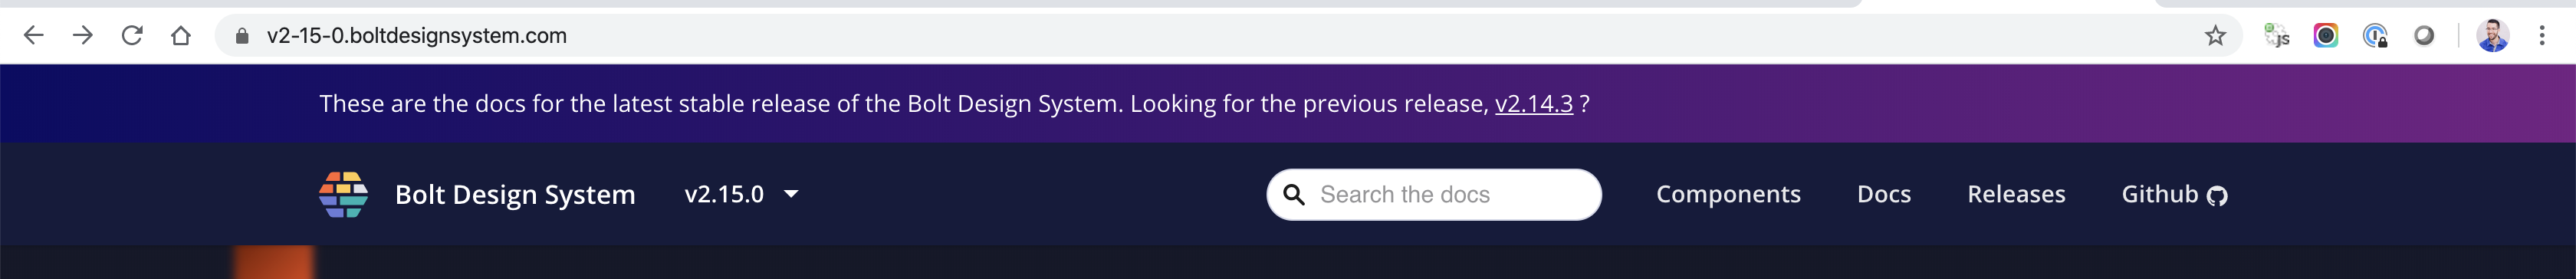 v2-15-0.boltdesignsystem.com
JS
These are the docs for the latest stable release of the Bolt Design System. Looking for the previous release, v2.14.3 ?
Bolt Design System
v2.15.0
Search the docs
Components
Docs
Releases
Github